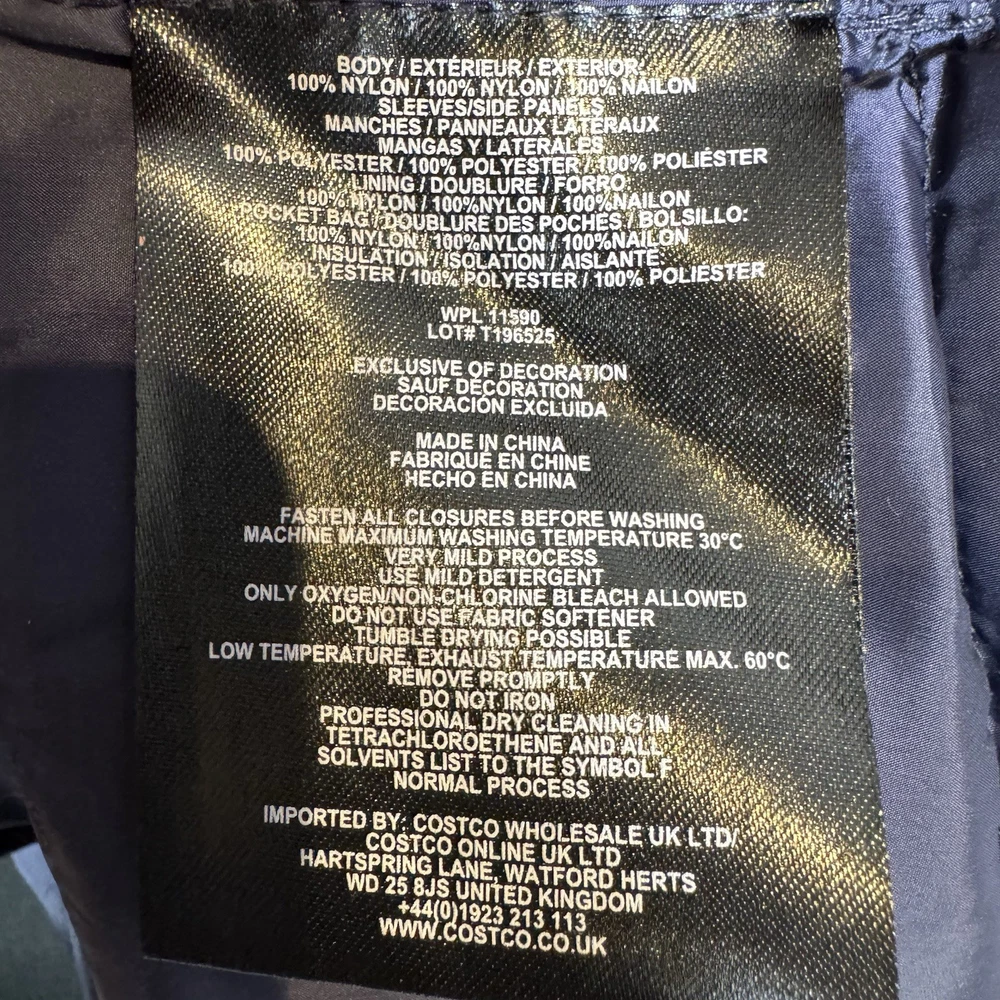 BODY / EXTÉRIEUR / EXTERIOR:
100% NYLON / 100% NYLON / 100% NAILON
SLEEVES/SIDE PANELS
MANCHES / PANNEAUX LATÉRAUX
MANGAS Y LATERALES
100% POLYESTER / 100% POLYESTER / 100% POLIÉSTER
LINING / DOUBLURE / FORRO:
100% NYLON / 100%NYLON / 100%NAILON
POCKET BAG / DOUBLURE DES POCHES / BOLSILLO:
100% NYLON / 100%NYLON / 100%NAILON
INSULATION / ISOLATION / AISLANTE:
100% POLYESTER / 100% POLYESTER / 100% POLIESTER
WPL 11590
LOT# T196525
EXCLUSIVE OF DECORATION
SAUF DÉCORATION
DECORACIÓN EXCLUIDA
MADE IN CHINA
FABRIQUÉ EN CHINE
HECHO EN CHINA
FASTEN ALL CLOSURES BEFORE WASHING
MACHINE MAXIMUM WASHING TEMPERATURE 30°C
VERY MILD PROCESS
USE MILD DETERGENT
ONLY OXYGEN/NON-CHLORINE BLEACH ALLOWED
DO NOT USE FABRIC SOFTENER
TUMBLE DRYING POSSIBLE
LOW TEMPERATURE, EXHAUST TEMPERATURE MAX. 60°C
REMOVE PROMPTLY
DO NOT IRON
PROFESSIONAL DRY CLEANING IN
TETRACHLOROETHENE AND ALL
SOLVENTS LIST TO THE SYMBOL F
NORMAL PROCESS
IMPORTED BY: COSTCO WHOLESALE UK LTD/
COSTCO ONLINE UK LTD
HARTSPRING LANE, WATFORD HERTS
WD 25 8JS UNITED KINGDOM
+44(0)1923 213 113
WWW.COSTCO.CO.UK